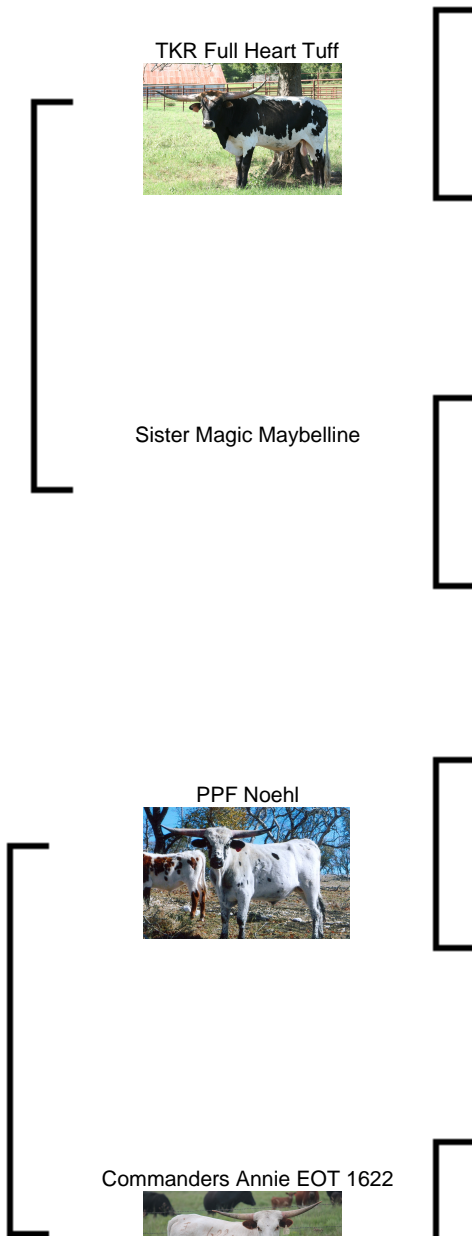 TKR Full Heart Tuff
Sister Magic Maybelline
PPF Noehl
Commanders Annie EOT 1622